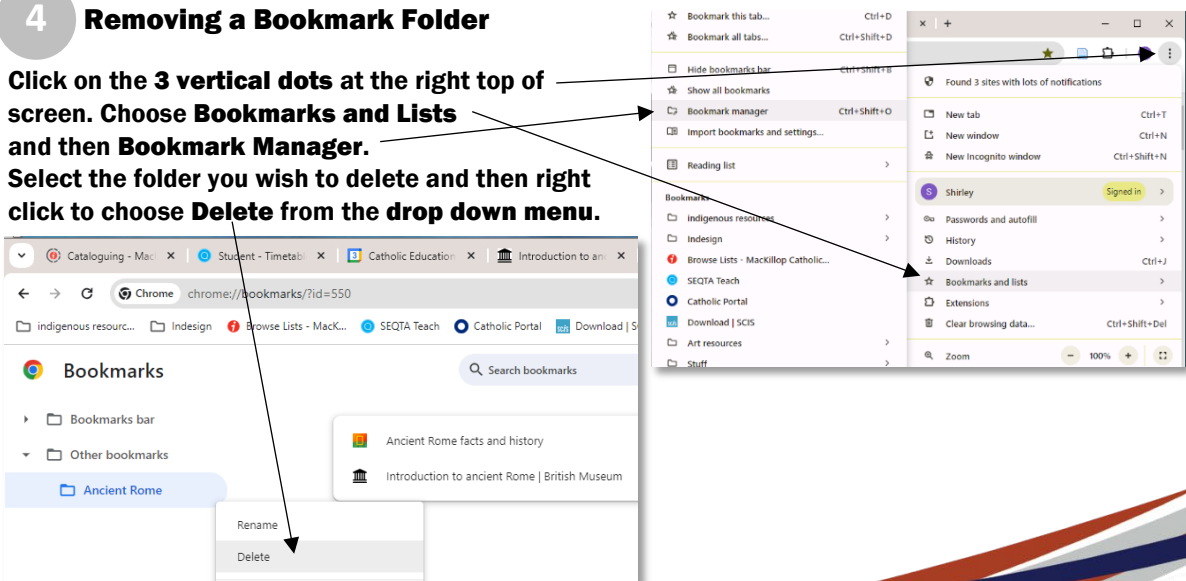 4
Removing a Bookmark Folder
Click on the 3 vertical dots at the right top of
screen. Choose Bookmarks and Lists
and then Bookmark Manager.
Select the folder you wish to delete and then right
click to choose Delete from the drop down menu.
Bookmark this tab... Ctrl+D
Bookmark all tabs... Ctrl+Shift+D
Hide bookmarks bar Ctrl+Shift+B
Show all bookmarks
Bookmark manager Ctrl+Shift+O
Import bookmarks and settings...
Reading list
Bookmarks
indigenous resources
Indesign
Browse Lists - MacKillop Catholic...
SEQTA Teach
Catholic Portal
Download | SCIS
Art resources
Stuff
Found 3 sites with lots of notifications
New tab Ctrl+T
New window Ctrl+N
New Incognito window Ctrl+Shift+N
S Shirley Signed in
Passwords and autofill
History
Downloads Ctrl+J
Bookmarks and lists
Extensions
Clear browsing data... Ctrl+Shift+Del
Zoom - 100% +
Cataloguing - Mac Student - Timetabl 3 Catholic Education Introduction to an
Chrome chrome://bookmarks/?id=550
indigenous resourc... Indesign Browse Lists - MacK... SEQTA Teach Catholic Portal scis Download | S
Bookmarks
Search bookmarks
Bookmarks bar
Other bookmarks
Ancient Rome
Ancient Rome facts and history
Introduction to ancient Rome | British Museum
Rename
Delete